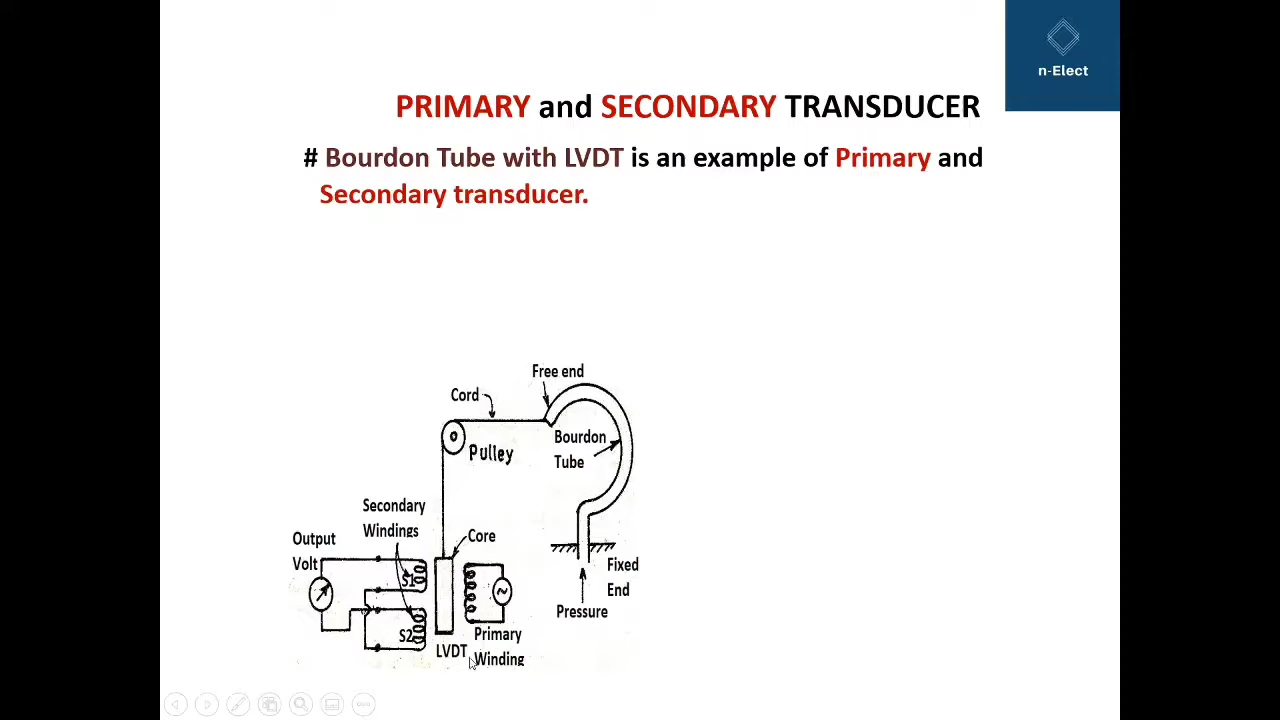 n-Elect
PRIMARY and SECONDARY TRANSDUCER
# Bourdon Tube with LVDT is an example of Primary and
Secondary transducer.
Free end
Cord
Bourdon
Tube
Pulley
Secondary
Windings
Core
Output
Volt
S1
Fixed
End
Pressure
S2
Primary
Winding
LVDT